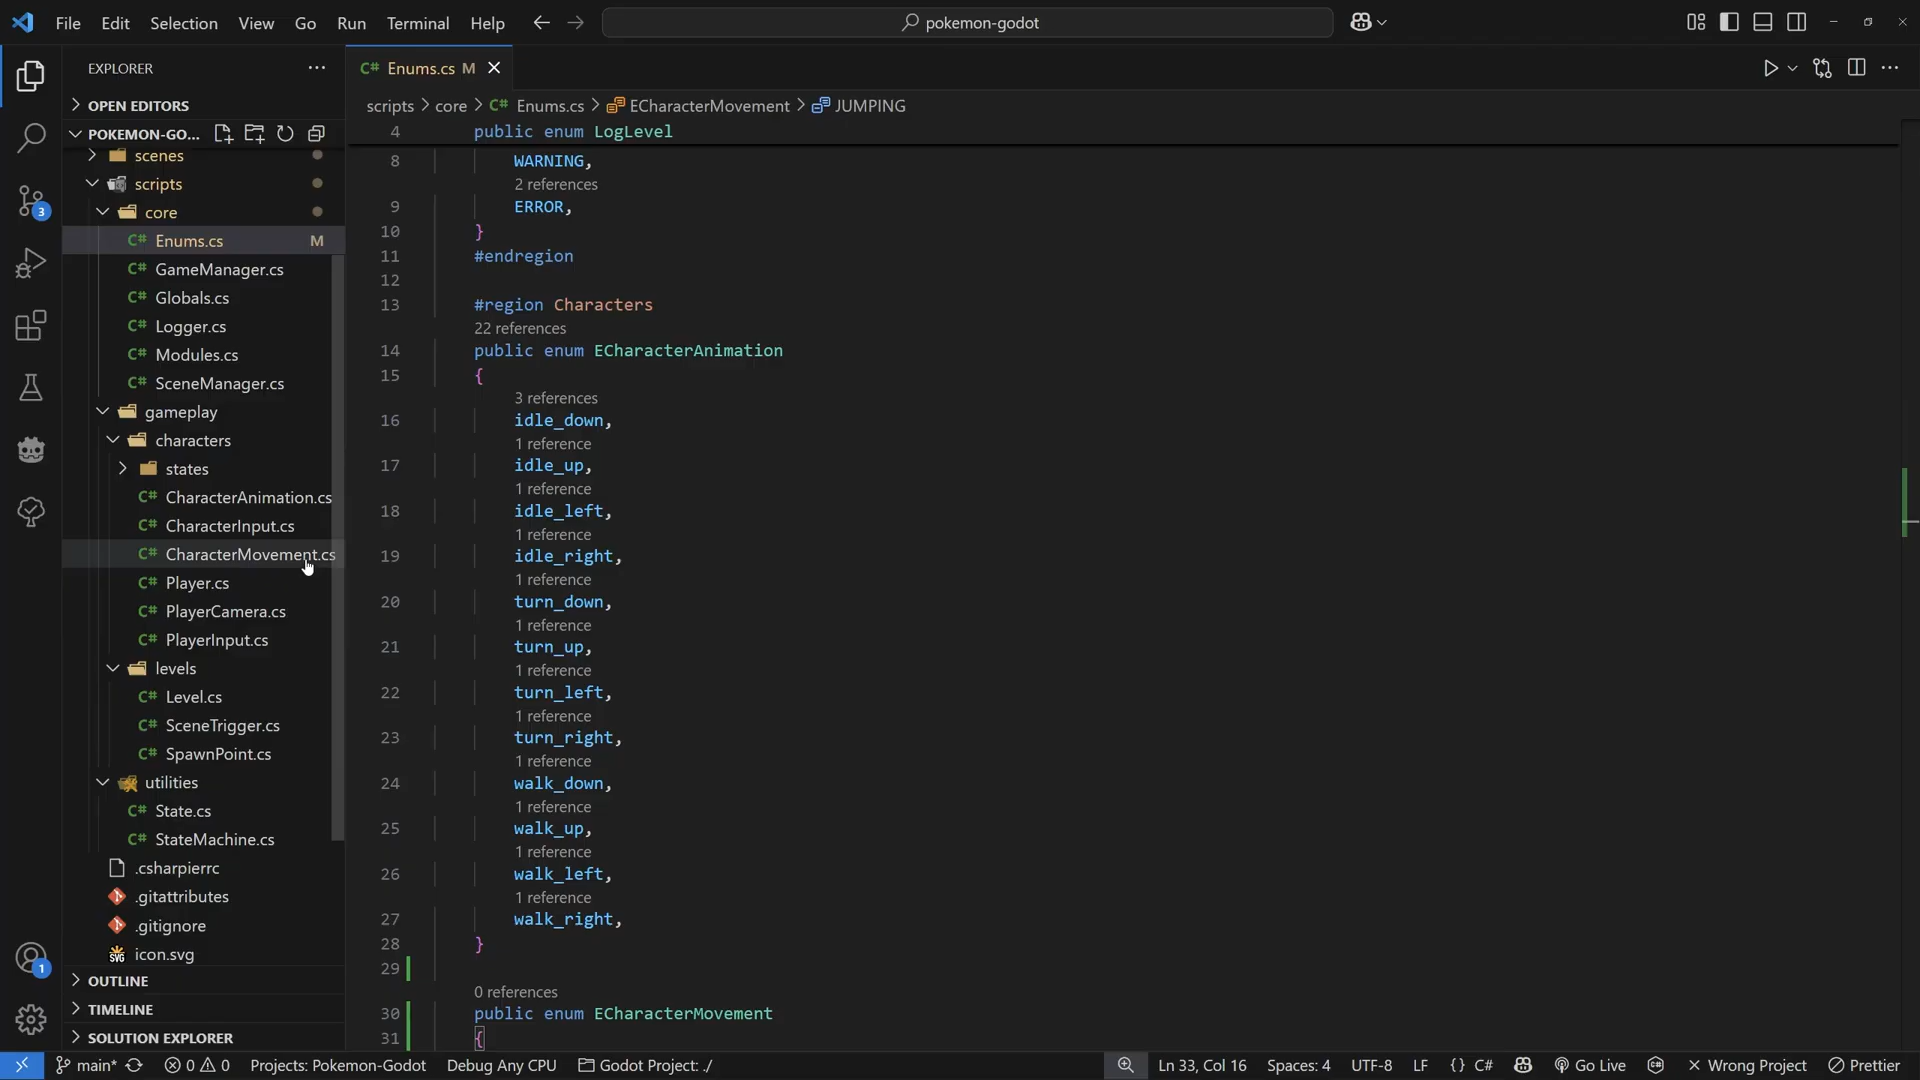 File Edit Selection View Go Run Terminal Help
pokemon-godot
EXPLORER
OPEN EDITORS
POKEMON-GO...
scenes
scripts
core
Enums.cs M
GameManager.cs
Globals.cs
Logger.cs
Modules.cs
SceneManager.cs
gameplay
characters
states
CharacterAnimation.cs
CharacterInput.cs
CharacterMovement.cs
Player.cs
PlayerCamera.cs
PlayerInput.cs
levels
Level.cs
SceneTrigger.cs
SpawnPoint.cs
utilities
State.cs
StateMachine.cs
.csharpierrc
.gitattributes
.gitignore
icon.svg
OUTLINE
TIMELINE
SOLUTION EXPLORER
3
1
C# Enums.cs M
scripts > core > C# Enums.cs > ECharacterMovement > JUMPING
4 public enum LogLevel
8 WARNING,
2 references
9 ERROR,
10 }
11 #endregion
12
13 #region Characters
22 references
14 public enum ECharacterAnimation
15 {
3 references
16 idle_down,
1 reference
17 idle_up,
1 reference
18 idle_left,
1 reference
19 idle_right,
1 reference
20 turn_down,
1 reference
21 turn_up,
1 reference
22 turn_left,
1 reference
23 turn_right,
1 reference
24 walk_down,
1 reference
25 walk_up,
1 reference
26 walk_left,
1 reference
27 walk_right,
28 }
29
0 references
30 public enum ECharacterMovement
31 {
main* 0 0 Projects: Pokemon-Godot Debug Any CPU Godot Project: ./ Ln 33, Col 16 Spaces: 4 UTF-8 LF {} C# Go Live Wrong Project Prettier